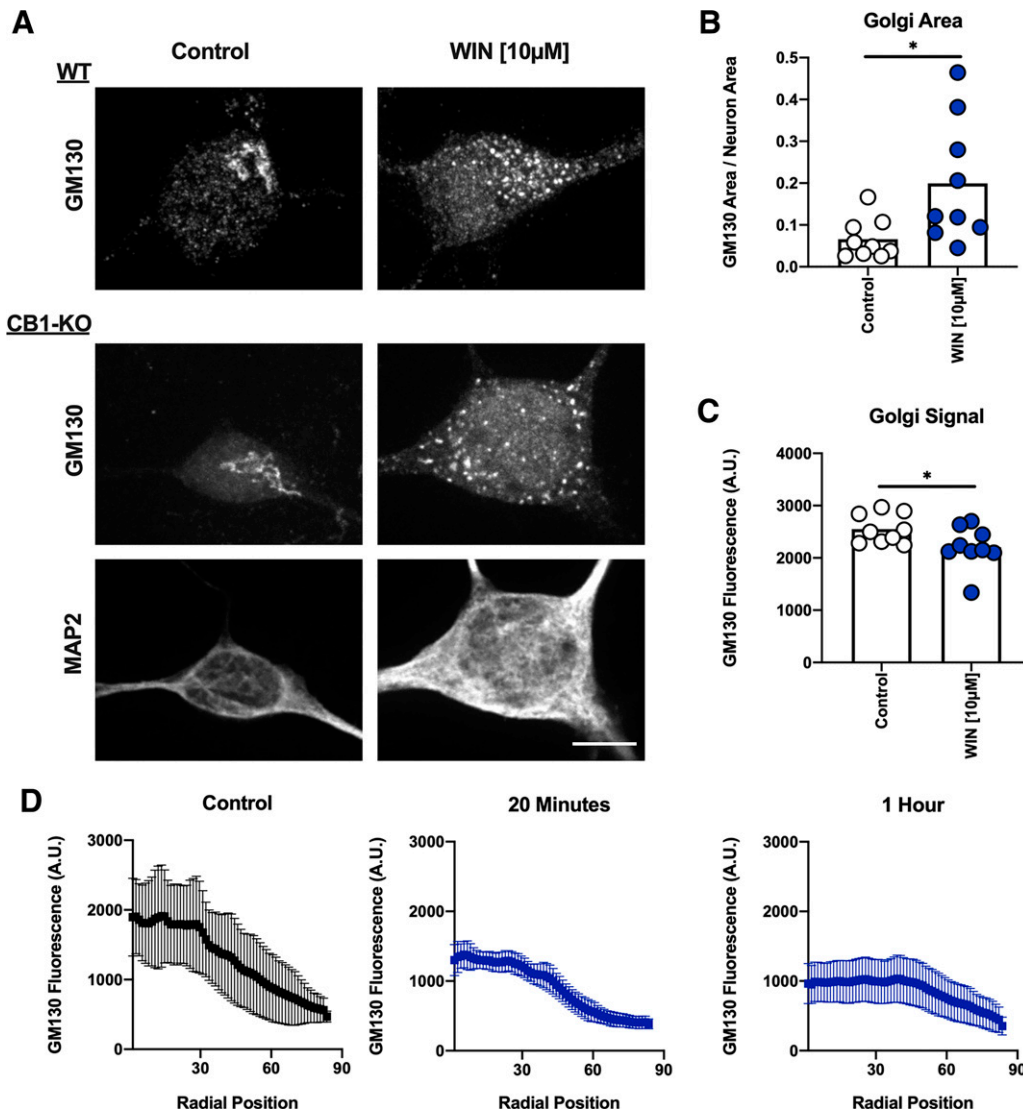 A
Control
WIN [10µM]
WT
GM130
CB1-KO
GM130
MAP2
B
Golgi Area
*
GM130 Area / Neuron Area
0.5
0.4
0.3
0.2
0.1
0.0
Control
WIN [10µM]
C
Golgi Signal
*
GM130 Fluorescence (A.U.)
4000
3000
2000
1000
0
Control
WIN [10µM]
D
Control
GM130 Fluorescence (A.U.)
3000
2000
1000
0
30
60
90
Radial Position
20 Minutes
GM130 Fluorescence (A.U.)
3000
2000
1000
0
30
60
90
Radial Position
1 Hour
GM130 Fluorescence (A.U.)
3000
2000
1000
0
30
60
90
Radial Position